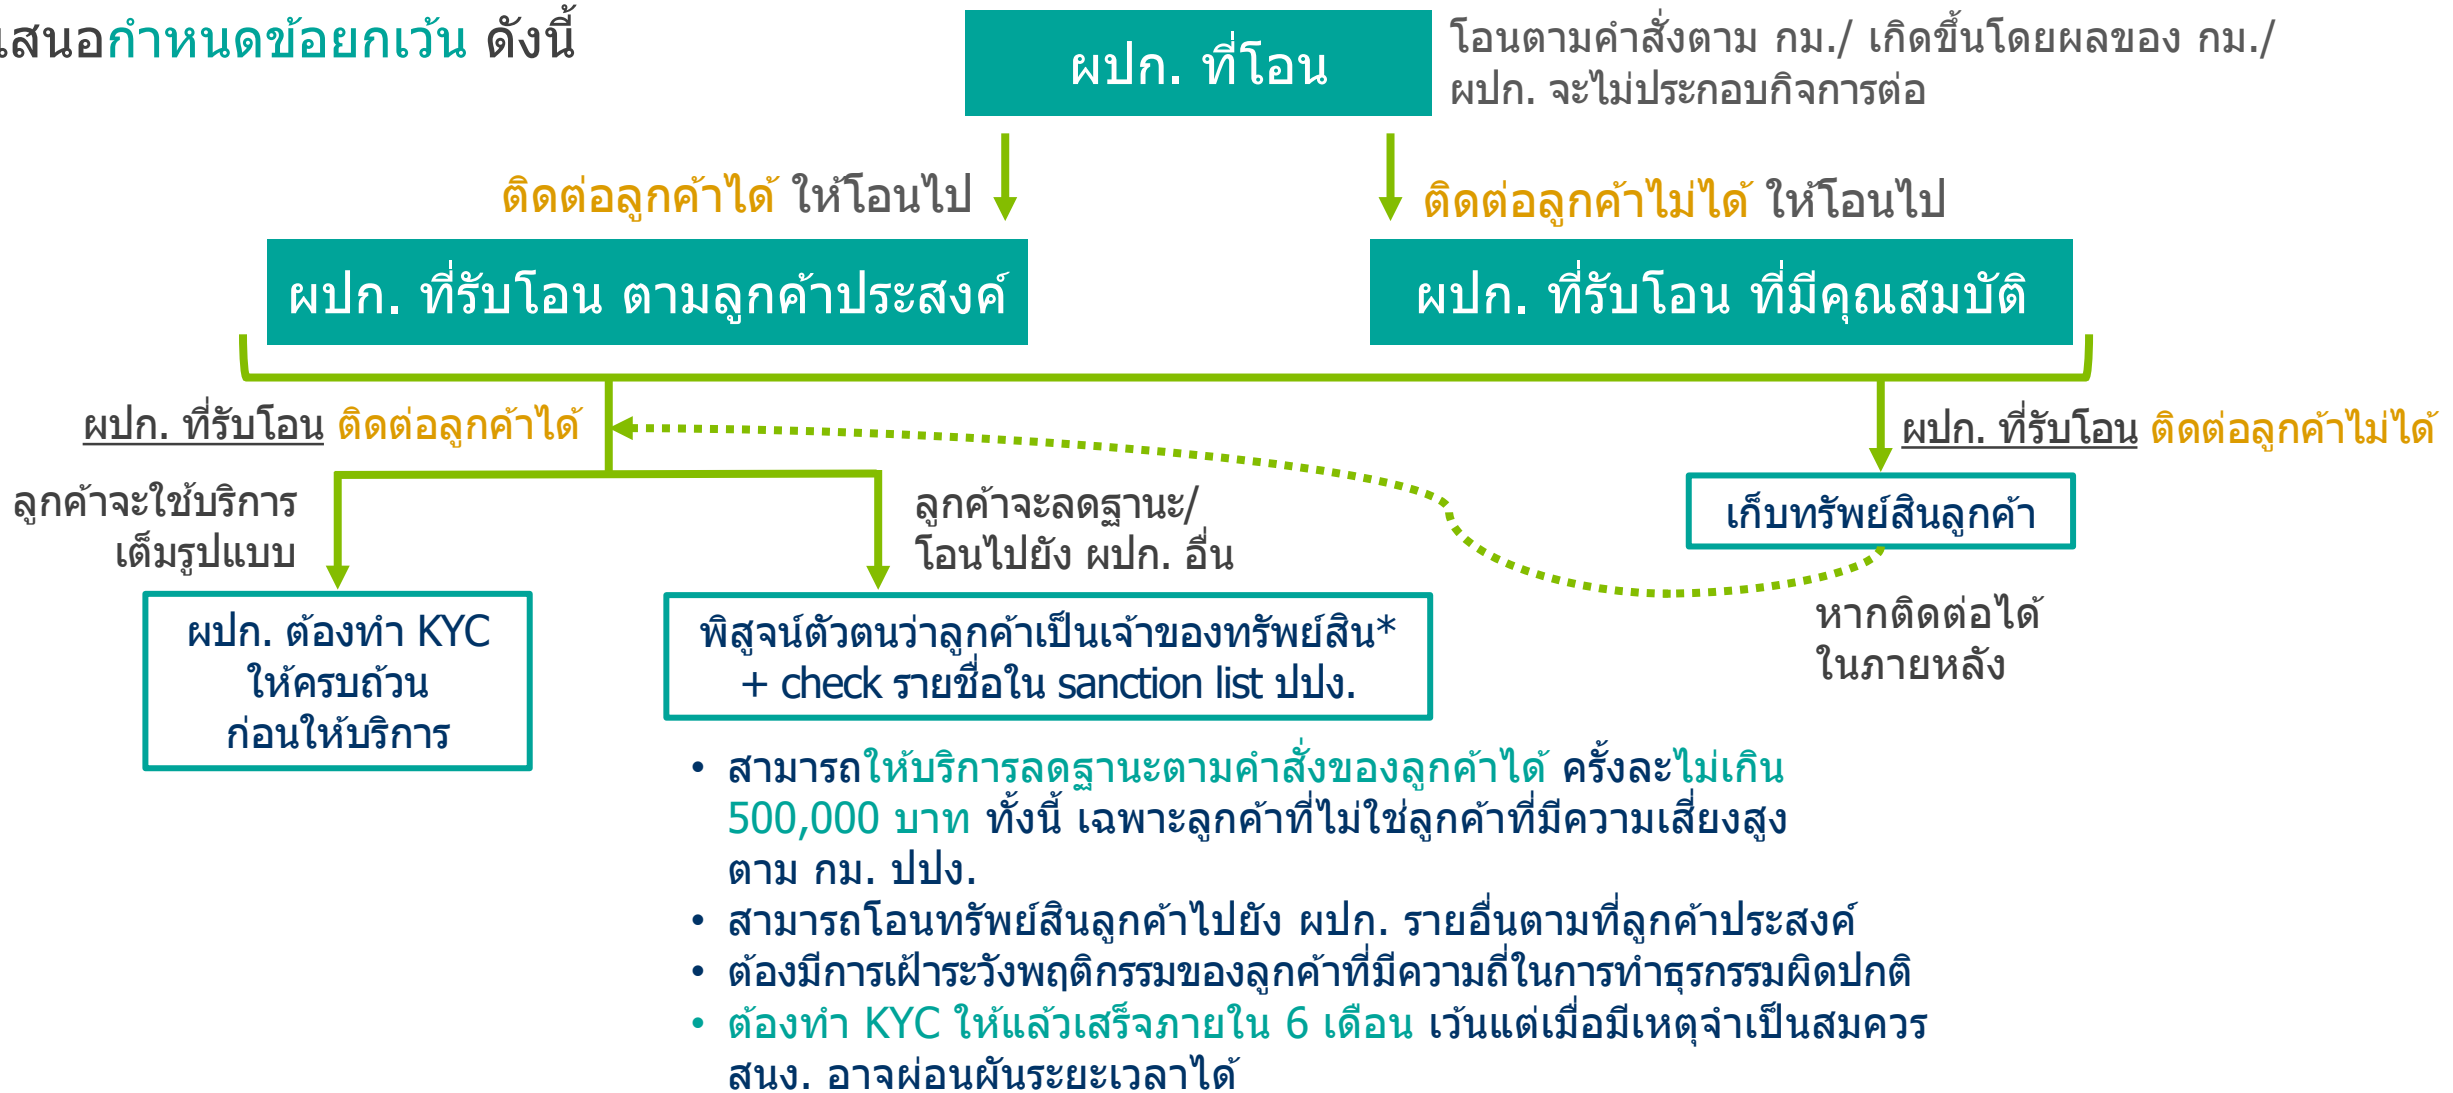 เสนอกำหนดข้อยกเว้น ดังนี้
ผปก. ที่โอน
โอนตามคำสั่งตาม กม./ เกิดขึ้นโดยผลของ กม./
ผปก. จะไม่ประกอบกิจการต่อ
ติดต่อลูกค้าได้ ให้โอนไป
ติดต่อลูกค้าไม่ได้ ให้โอนไป
ผปก. ที่รับโอน ตามลูกค้าประสงค์
ผปก. ที่รับโอน ที่มีคุณสมบัติ
ผปก. ที่รับโอน ติดต่อลูกค้าได้
ผปก. ที่รับโอน ติดต่อลูกค้าไม่ได้
ลูกค้าจะใช้บริการ
เต็มรูปแบบ
ลูกค้าจะลดฐานะ/
โอนไปยัง ผปก. อื่น
เก็บทรัพย์สินลูกค้า
ผปก. ต้องทำ KYC
ให้ครบถ้วน
ก่อนให้บริการ
พิสูจน์ตัวตนว่าลูกค้าเป็นเจ้าของทรัพย์สิน*
+ check รายชื่อใน sanction list ปปง.
หากติดต่อได้
ในภายหลัง
• สามารถให้บริการลดฐานะตามคำสั่งของลูกค้าได้ ครั้งละไม่เกิน
500,000 บาท ทั้งนี้ เฉพาะลูกค้าที่ไม่ใช่ลูกค้าที่มีความเสี่ยงสูง
ตาม กม. ปปง.
• สามารถโอนทรัพย์สินลูกค้าไปยัง ผปก. รายอื่นตามที่ลูกค้าประสงค์
• ต้องมีการเฝ้าระวังพฤติกรรมของลูกค้าที่มีความถี่ในการทำธุรกรรมผิดปกติ
• ต้องทำ KYC ให้แล้วเสร็จภายใน 6 เดือน เว้นแต่เมื่อมีเหตุจำเป็นสมควร
สนง. อาจผ่อนผันระยะเวลาได้